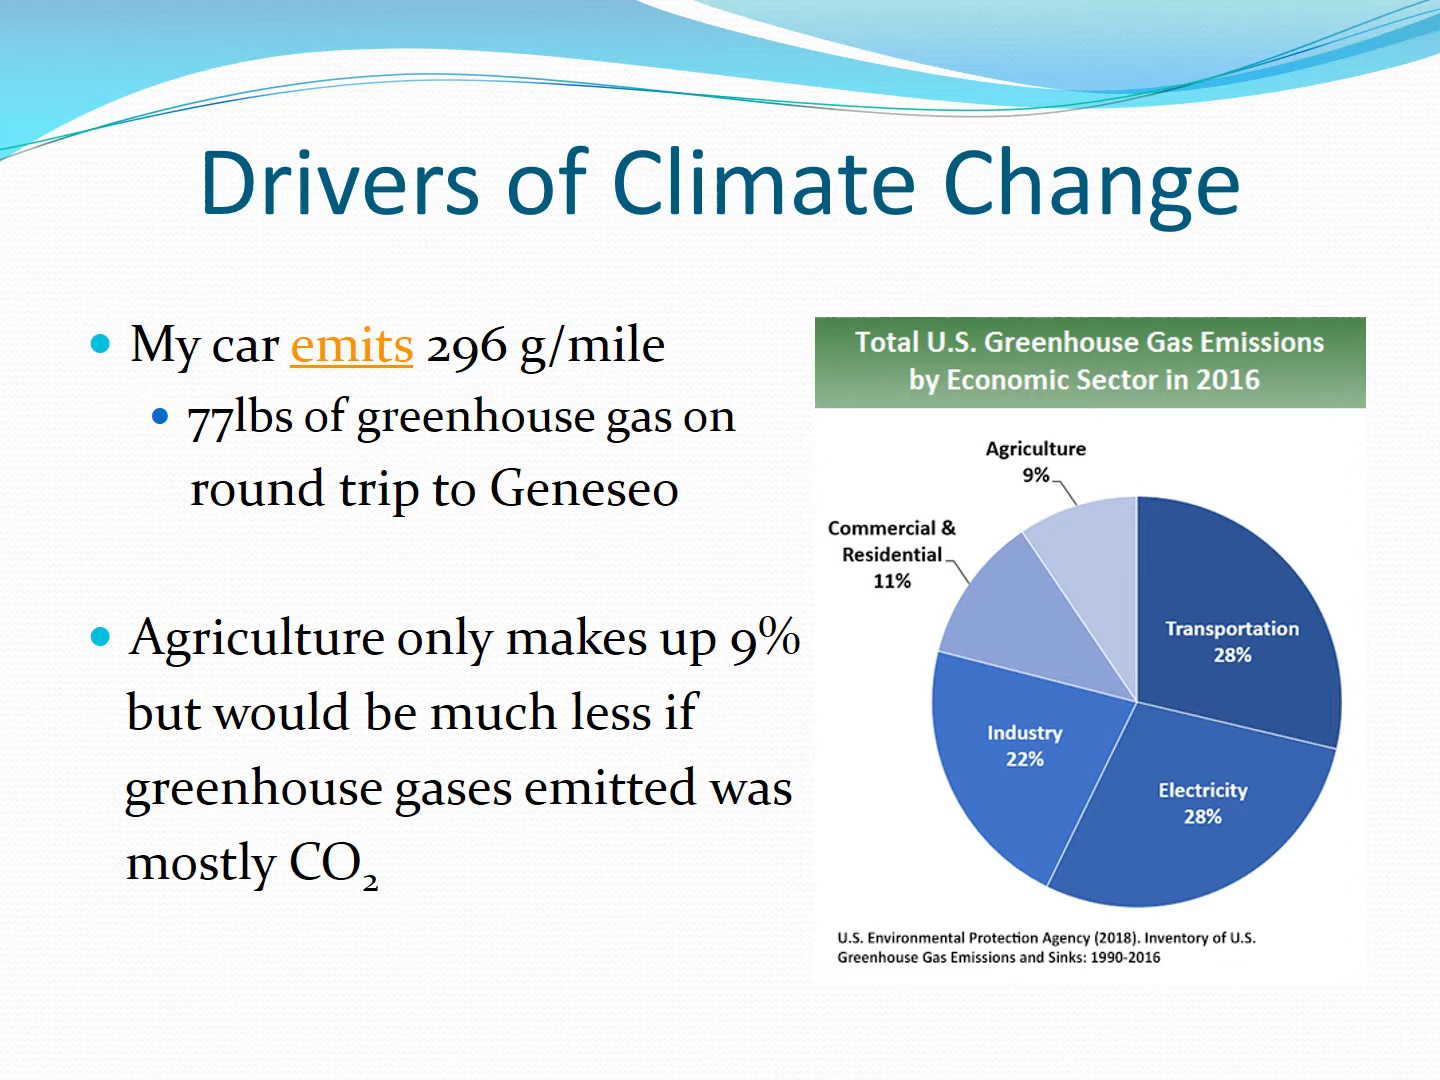 Drivers of Climate Change
• My car emits 296 g/mile
• 77lbs of greenhouse gas on
round trip to Geneseo
• Agriculture only makes up 9%
but would be much less if
greenhouse gases emitted was
mostly CO₂
Total U.S. Greenhouse Gas Emissions
by Economic Sector in 2016
Agriculture
9%
Commercial &
Residential
11%
Transportation
28%
Industry
22%
Electricity
28%
U.S. Environmental Protection Agency (2018). Inventory of U.S.
Greenhouse Gas Emissions and Sinks: 1990-2016